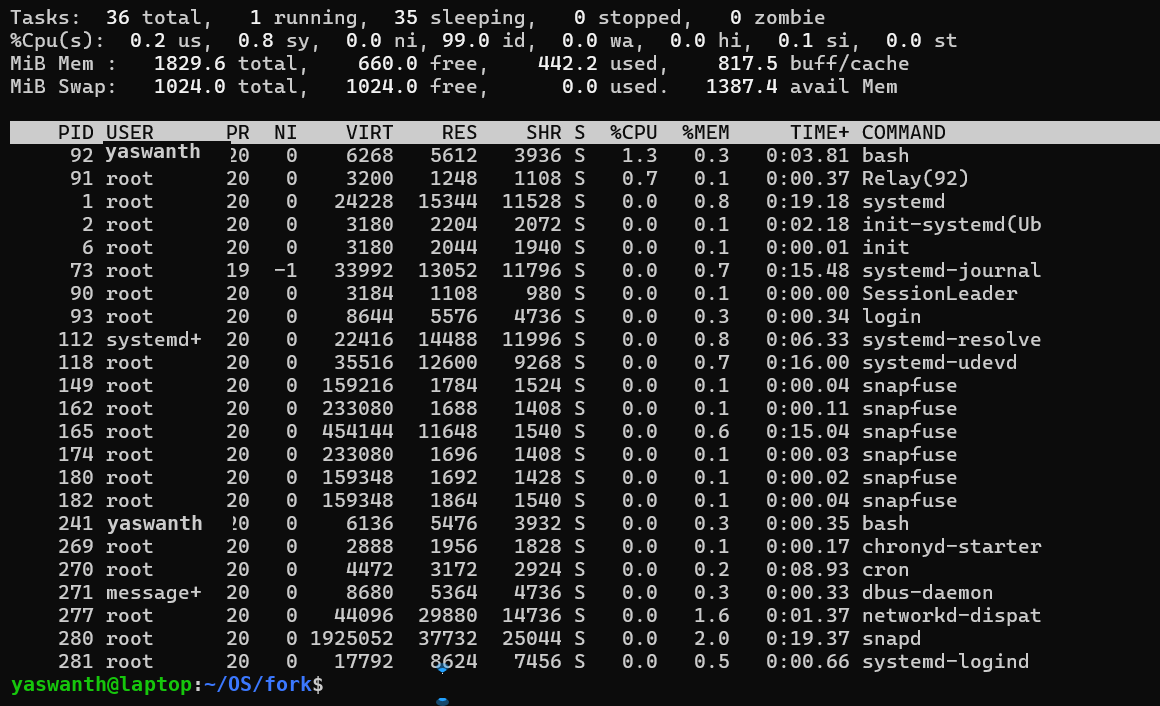 Tasks:  36 total,   1 running,  35 sleeping,   0 stopped,   0 zombie
%Cpu(s):  0.2 us,  0.8 sy,  0.0 ni, 99.0 id,  0.0 wa,  0.0 hi,  0.1 si,  0.0 st
MiB Mem :   1829.6 total,    660.0 free,    442.2 used,    817.5 buff/cache
MiB Swap:   1024.0 total,   1024.0 free,      0.0 used.   1387.4 avail Mem
PID USER      PR  NI    VIRT    RES    SHR S  %CPU  %MEM     TIME+ COMMAND
92 yaswanth  20   0    6268   5612   3936 S   1.3   0.3   0:03.81 bash
91 root      20   0    3200   1248   1108 S   0.7   0.1   0:00.37 Relay(92)
1 root      20   0   24228  15344  11528 S   0.0   0.8   0:19.18 systemd
2 root      20   0    3180   2204   2072 S   0.0   0.1   0:02.18 init-systemd(Ub
6 root      20   0    3180   2044   1940 S   0.0   0.1   0:00.01 init
73 root      19  -1   33992  13052  11796 S   0.0   0.7   0:15.48 systemd-journal
90 root      20   0    3184   1108    980 S   0.0   0.1   0:00.00 SessionLeader
93 root      20   0    8644   5576   4736 S   0.0   0.3   0:00.34 login
112 systemd+  20   0   22416  14488  11996 S   0.0   0.8   0:06.33 systemd-resolve
118 root      20   0   35516  12600   9268 S   0.0   0.7   0:16.00 systemd-udevd
149 root      20   0  159216   1784   1524 S   0.0   0.1   0:00.04 snapfuse
162 root      20   0  233080   1688   1408 S   0.0   0.1   0:00.11 snapfuse
165 root      20   0  454144  11648   1540 S   0.0   0.6   0:15.04 snapfuse
174 root      20   0  233080   1696   1408 S   0.0   0.1   0:00.03 snapfuse
180 root      20   0  159348   1692   1428 S   0.0   0.1   0:00.02 snapfuse
182 root      20   0  159348   1864   1540 S   0.0   0.1   0:00.04 snapfuse
241 yaswanth  20   0    6136   5476   3932 S   0.0   0.3   0:00.35 bash
269 root      20   0    2888   1956   1828 S   0.0   0.1   0:00.17 chronyd-starter
270 root      20   0    4472   3172   2924 S   0.0   0.2   0:08.93 cron
271 message+  20   0    8680   5364   4736 S   0.0   0.3   0:00.33 dbus-daemon
277 root      20   0   44096  29880  14736 S   0.0   1.6   0:01.37 networkd-dispat
280 root      20   0 1925052  37732  25044 S   0.0   2.0   0:19.37 snapd
281 root      20   0   17792   8624   7456 S   0.0   0.5   0:00.66 systemd-logind
yaswanth@laptop:~/OS/fork$